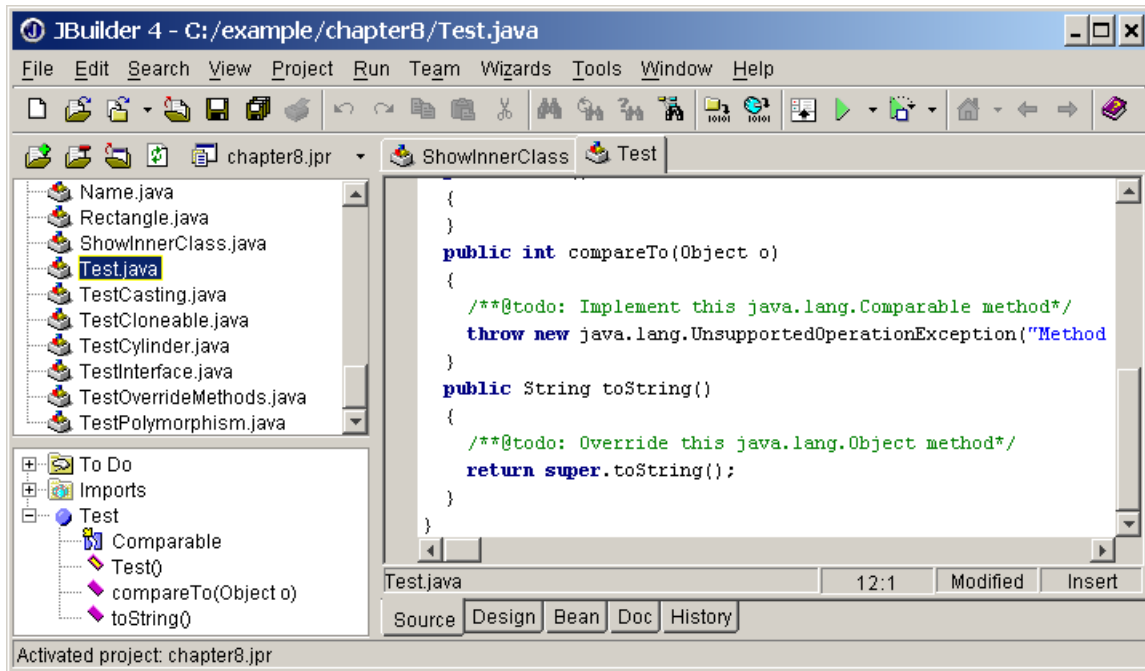 JBuilder 4 - C:/example/chapter8/Test.java
File Edit Search View Project Run Team Wizards Tools Window Help
chapter8.jpr
ShowInnerClass Test
Name.java
Rectangle.java
ShowInnerClass.java
Test.java
TestCasting.java
TestCloneable.java
TestCylinder.java
TestInterface.java
TestOverrideMethods.java
TestPolymorphism.java
To Do
Imports
Test
Comparable
Test()
compareTo(Object o)
toString()
{
}
public int compareTo(Object o)
{
/**@todo: Implement this java.lang.Comparable method*/
throw new java.lang.UnsupportedOperationException("Method
}
public String toString()
{
/**@todo: Override this java.lang.Object method*/
return super.toString();
}
}
Test.java 12:1 Modified Insert
Source Design Bean Doc History
Activated project: chapter8.jpr